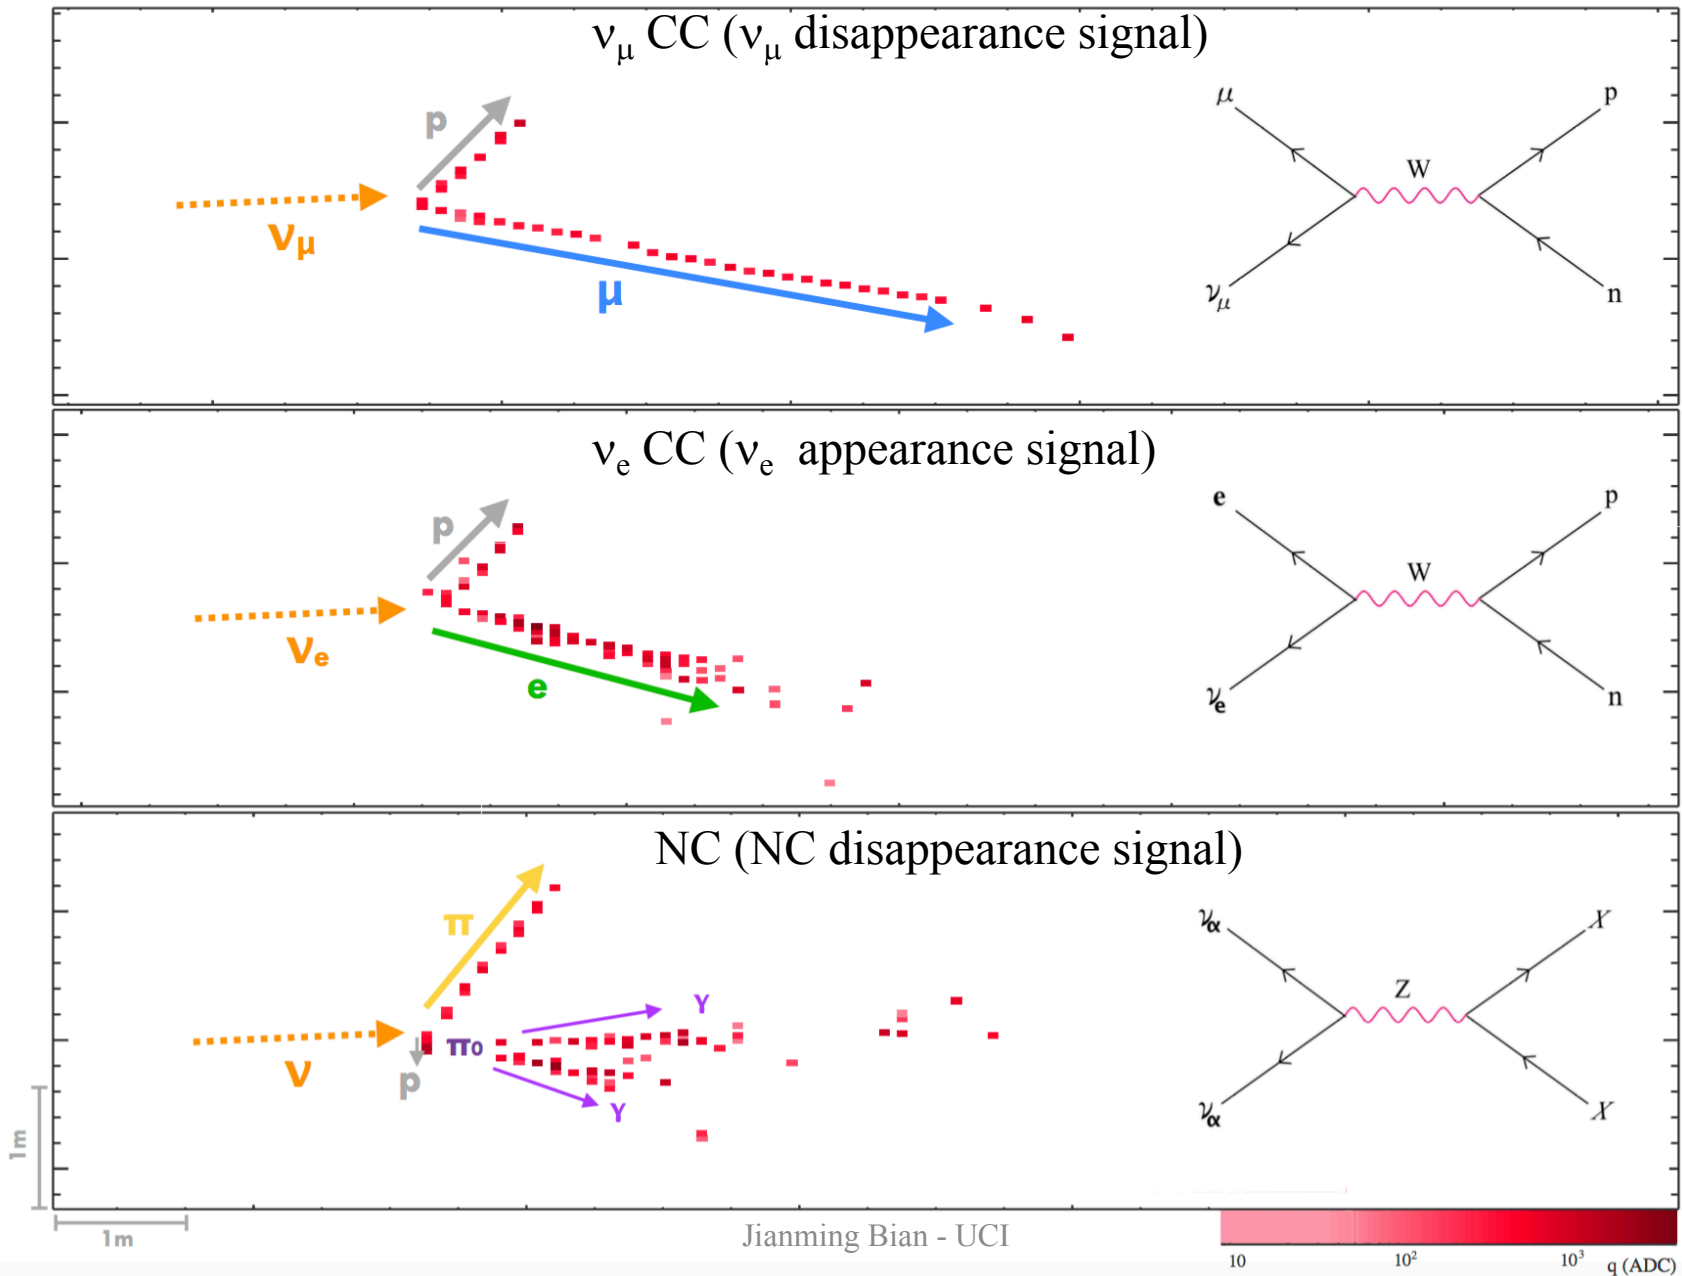 νμ CC (νμ disappearance signal)
p
νμ
μ
μ
p
W
νμ
n
νe CC (νe appearance signal)
p
νe
e
e
p
W
νe
n
NC (NC disappearance signal)
π
ν
p
π0
γ
γ
να
X
Z
να
X
1m
1m
Jianming Bian - UCI
10
10²
10³
q (ADC)